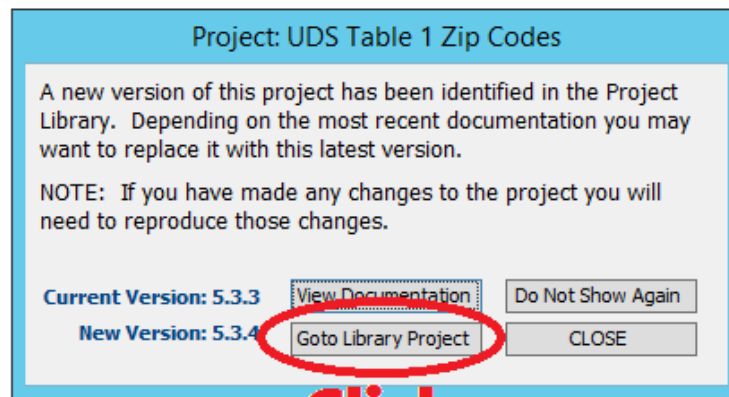 Project: UDS Table 1 Zip Codes
A new version of this project has been identified in the Project
Library. Depending on the most recent documentation you may
want to replace it with this latest version.
NOTE: If you have made any changes to the project you will
need to reproduce those changes.
Current Version: 5.3.3 View Documentation Do Not Show Again
New Version: 5.3.4 Goto Library Project CLOSE